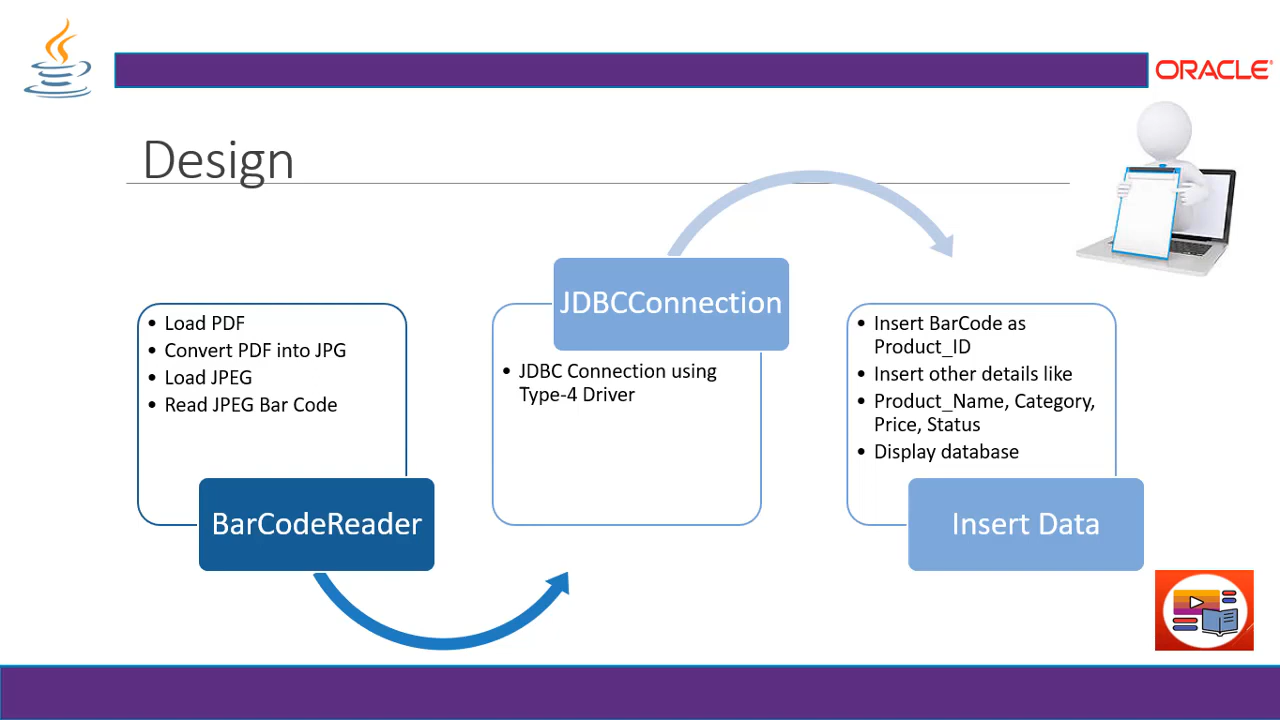 ORACLE
Design
• Load PDF
• Convert PDF into JPG
• Load JPEG
• Read JPEG Bar Code
BarCodeReader
JDBCConnection
• JDBC Connection using
Type-4 Driver
• Insert BarCode as
Product_ID
• Insert other details like
• Product_Name, Category,
Price, Status
• Display database
Insert Data